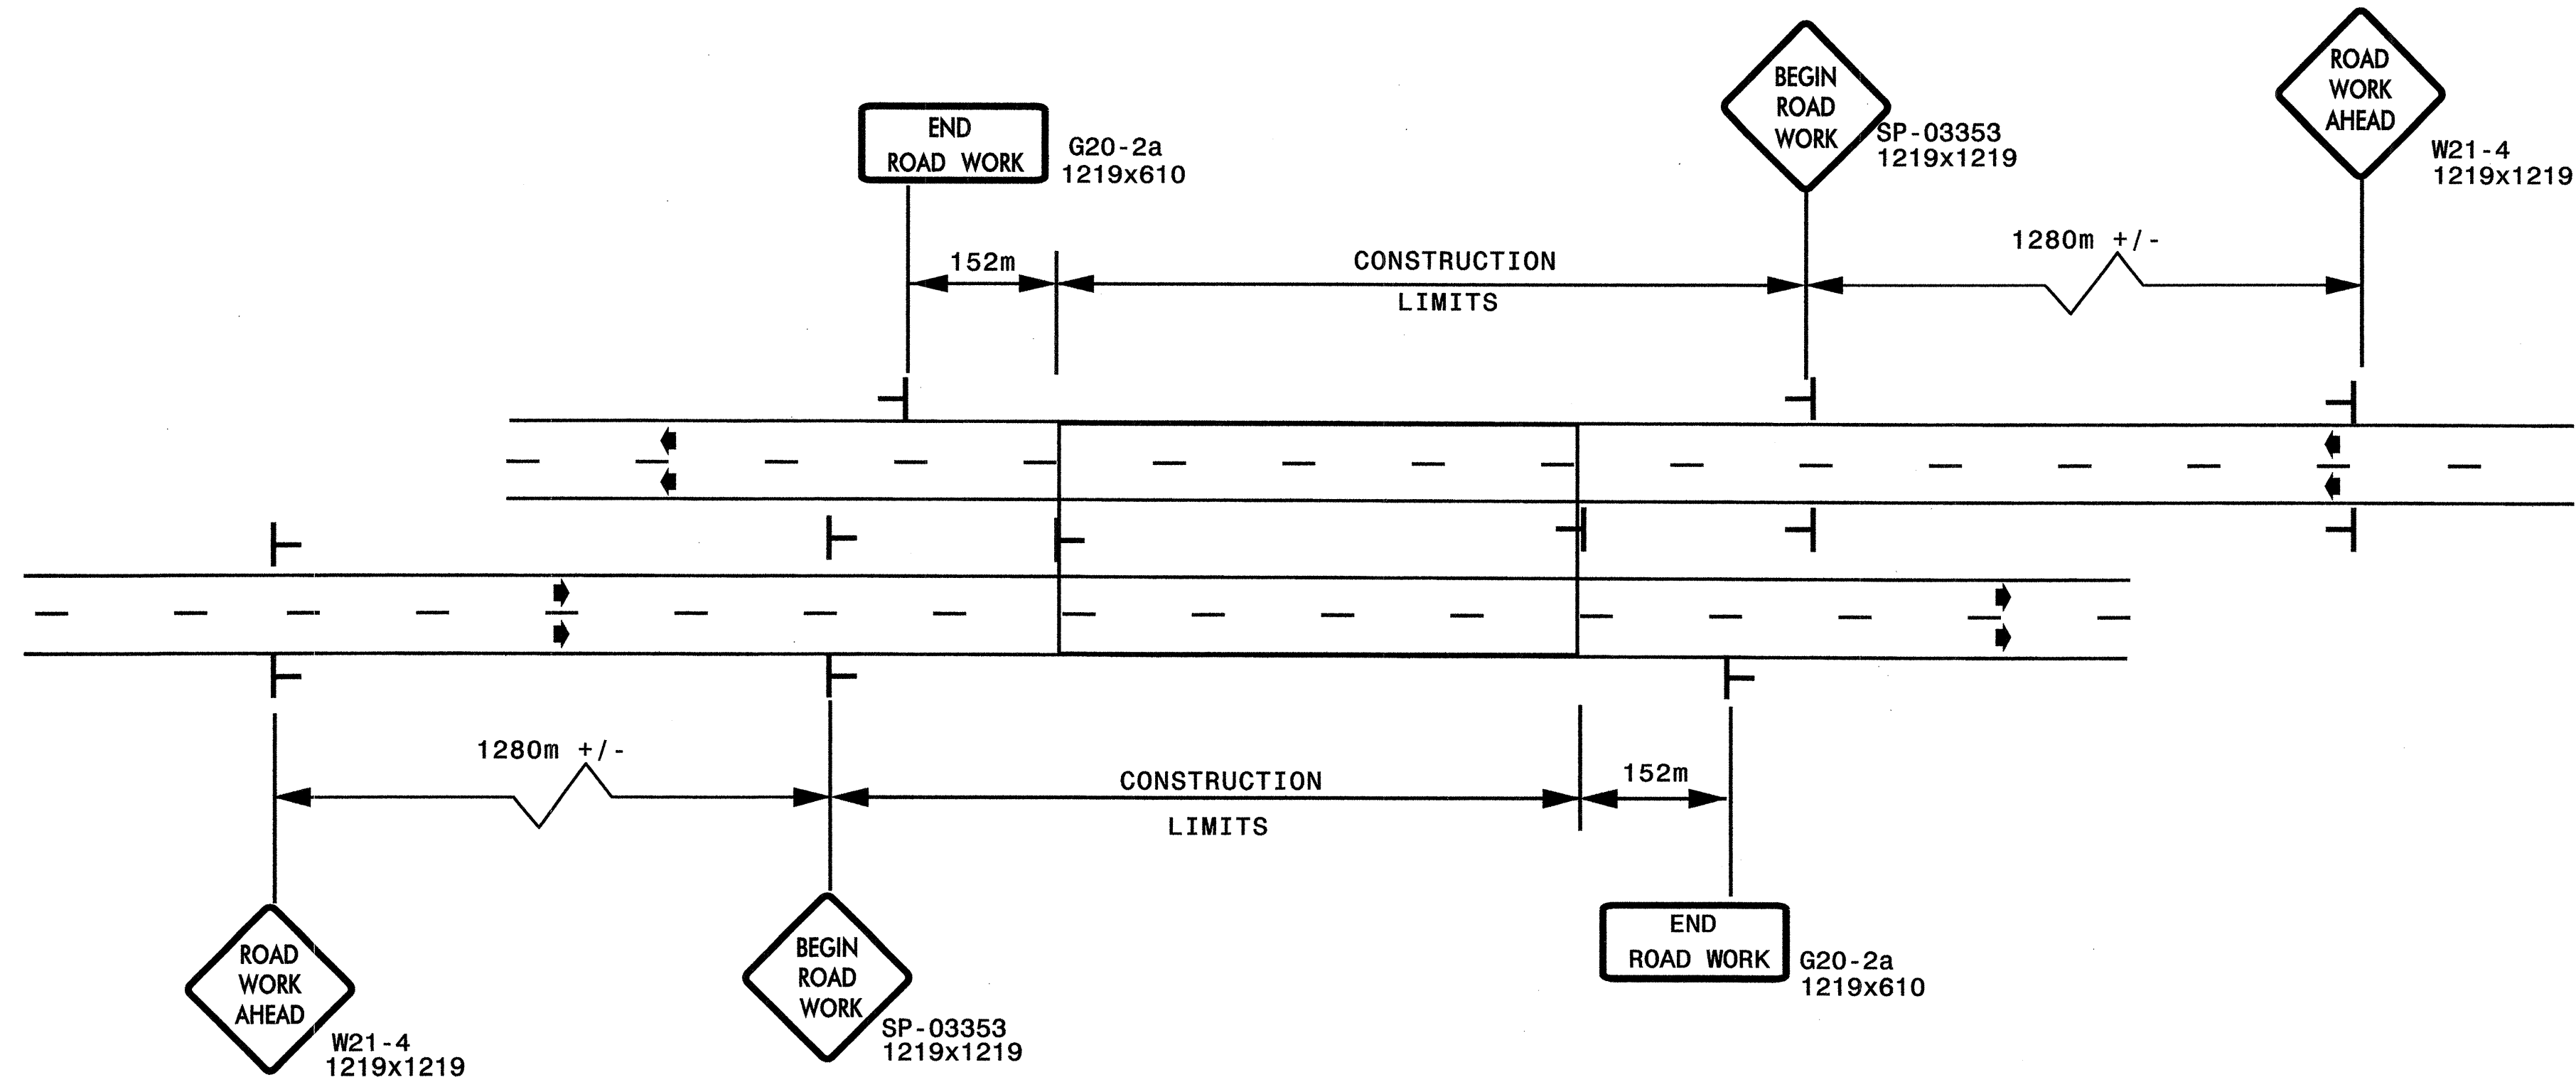 ROAD
WORK
AHEAD
W21-4
1219x1219
BEGIN
ROAD
WORK
SP-03353
1219x1219
END
ROAD WORK
G20-2a
1219x610
152m
CONSTRUCTION
LIMITS
1280m +/-
1280m +/-
CONSTRUCTION
LIMITS
152m
ROAD
WORK
AHEAD
W21-4
1219x1219
BEGIN
ROAD
WORK
SP-03353
1219x1219
END
ROAD WORK
G20-2a
1219x610